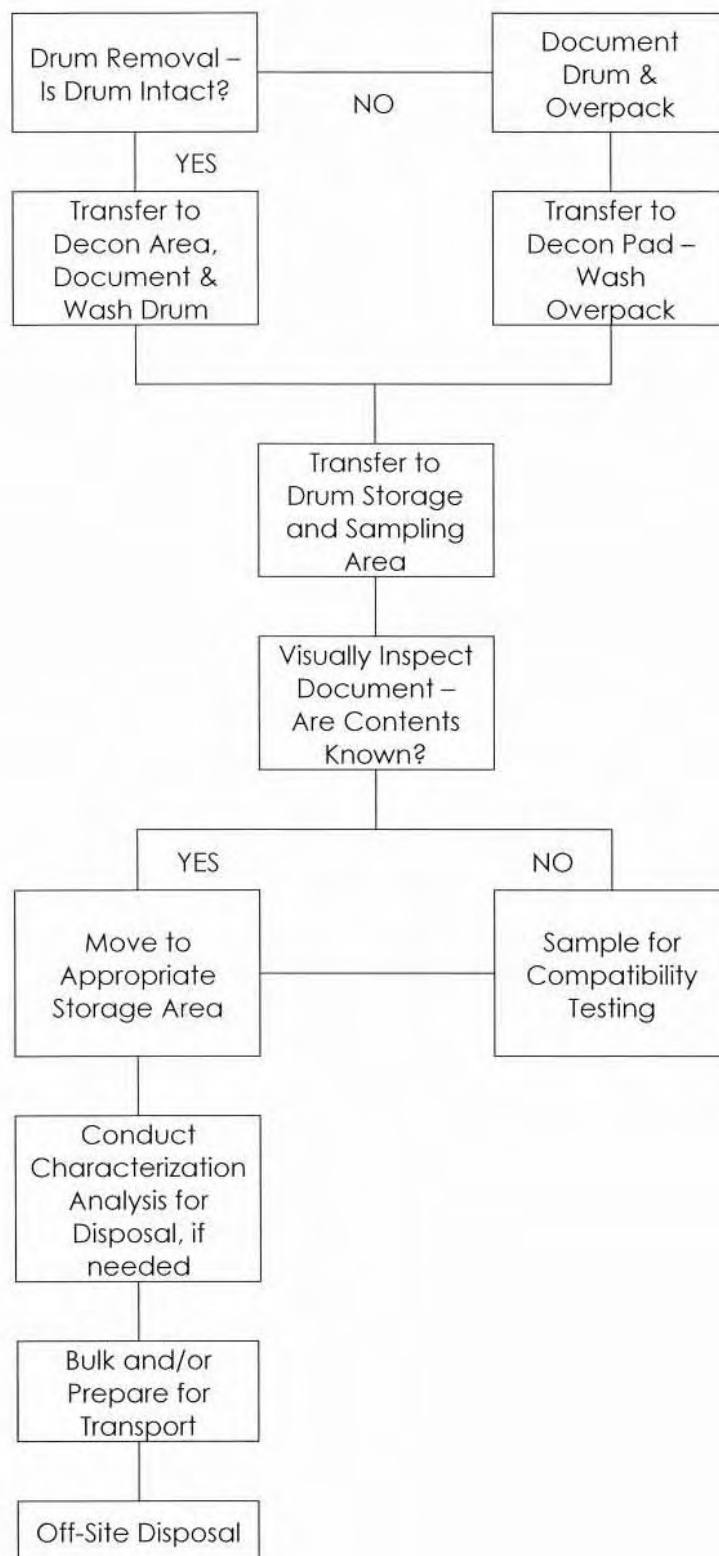 Drum Removal –
Is Drum Intact?
NO
Document
Drum &
Overpack
YES
Transfer to
Decon Area,
Document &
Wash Drum
Transfer to
Decon Pad –
Wash
Overpack
Transfer to
Drum Storage
and Sampling
Area
Visually Inspect
Document –
Are Contents
Known?
YES
NO
Move to
Appropriate
Storage Area
Sample for
Compatibility
Testing
Conduct
Characterization
Analysis for
Disposal, if
needed
Bulk and/or
Prepare for
Transport
Off-Site Disposal